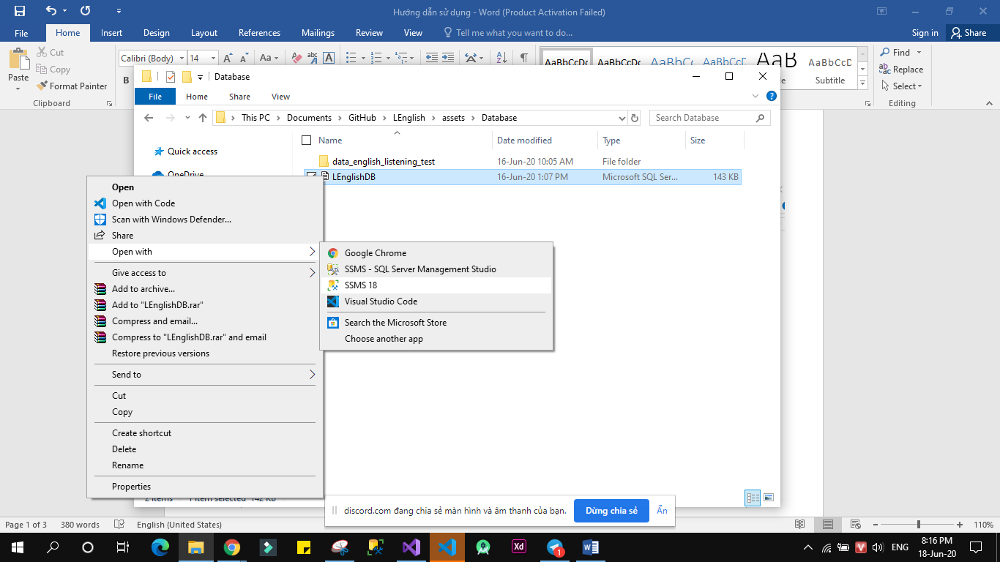 Hướng dẫn sử dụng - Word (Product Activation Failed)
File Home Insert Design Layout References Mailings Review View Tell me what you want to do... Sign in Share
Paste
Cut
Copy
Format Painter
Clipboard
Calibri (Body) 14
B
AaBbCcDc AaBbCcDc AaBbCc AaBbCcD AaB AaBbCcD
Subtitle
Find
Replace
Select
Editing
Database
File Home Share View
This PC Documents GitHub LEnglish assets Database
Search Database
Quick access
OneDrive
Name Date modified Type Size
data_english_listening_test 16-Jun-20 10:05 AM File folder
LEnglishDB 16-Jun-20 1:07 PM Microsoft SQL Ser... 143 KB
Open
Open with Code
Scan with Windows Defender...
Share
Open with
Give access to
Add to archive...
Add to "LEnglishDB.rar"
Compress and email...
Compress to "LEnglishDB.rar" and email
Restore previous versions
Send to
Cut
Copy
Create shortcut
Delete
Rename
Properties
Google Chrome
SSMS - SQL Server Management Studio
SSMS 18
Visual Studio Code
Search the Microsoft Store
Choose another app
2 items 1 item selected 142 KB
discord.com đang chia sẻ màn hình và âm thanh của bạn. Dừng chia sẻ Ẩn
Page 1 of 3 380 words English (United States) 110%
Xd 1 V ENG 8:16 PM
18-Jun-20